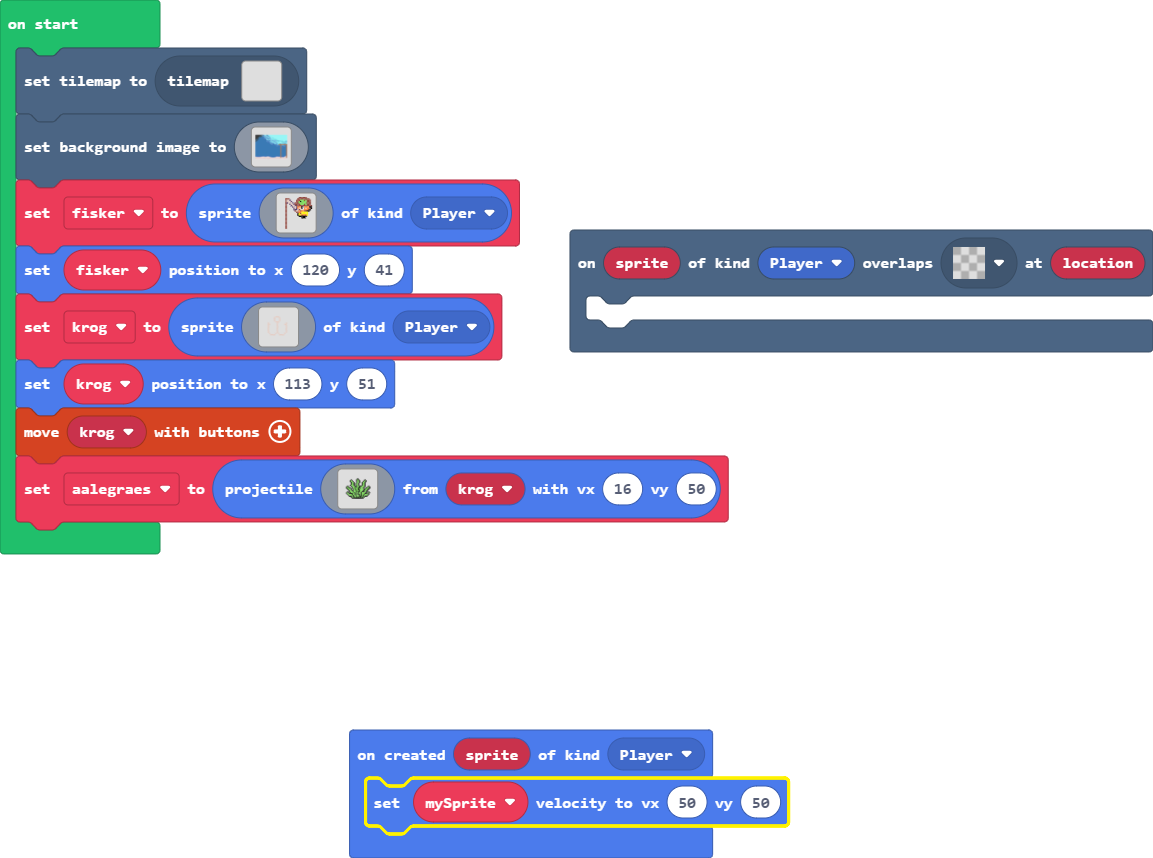 on start
set tilemap to tilemap
set background image to
set fisker to sprite of kind Player
set fisker position to x 120 y 41
set krog to sprite of kind Player
set krog position to x 113 y 51
move krog with buttons
set aalegraes to projectile from krog with vx 16 vy 50
on sprite of kind Player overlaps at location
on created sprite of kind Player
set mySprite velocity to vx 50 vy 50